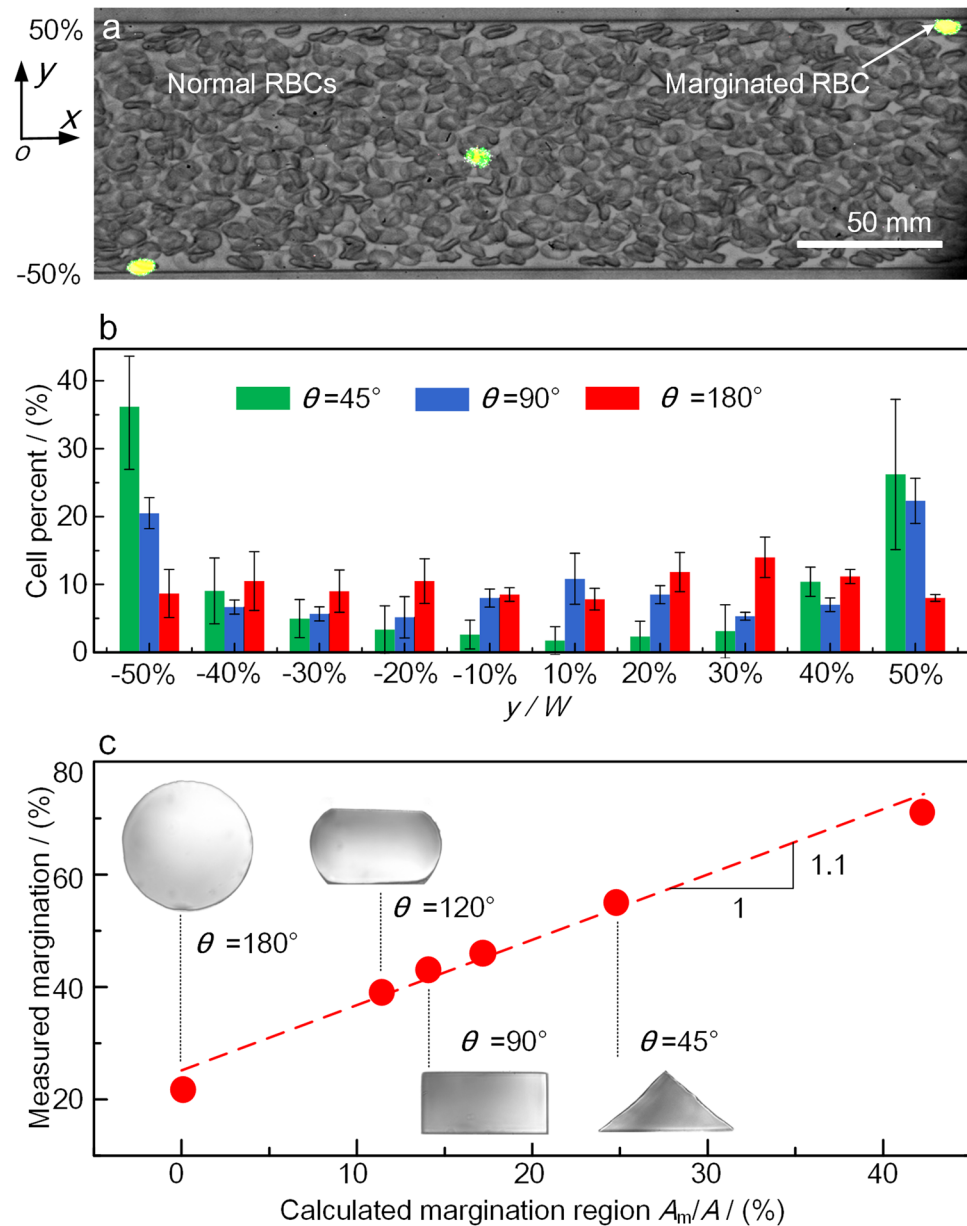 a
50%
y
x
o
-50%
Normal RBCs
Marginated RBC
50 mm
b
Cell percent / (%)
40
30
20
10
0
θ =45°
θ =90°
θ =180°
-50% -40% -30% -20% -10% 10% 20% 30% 40% 50%
y / W
c
Measured margination / (%)
80
60
40
20
θ =180°
θ =120°
θ =90°
θ =45°
1.1
1
0 10 20 30 40
Calculated margination region Am/A / (%)